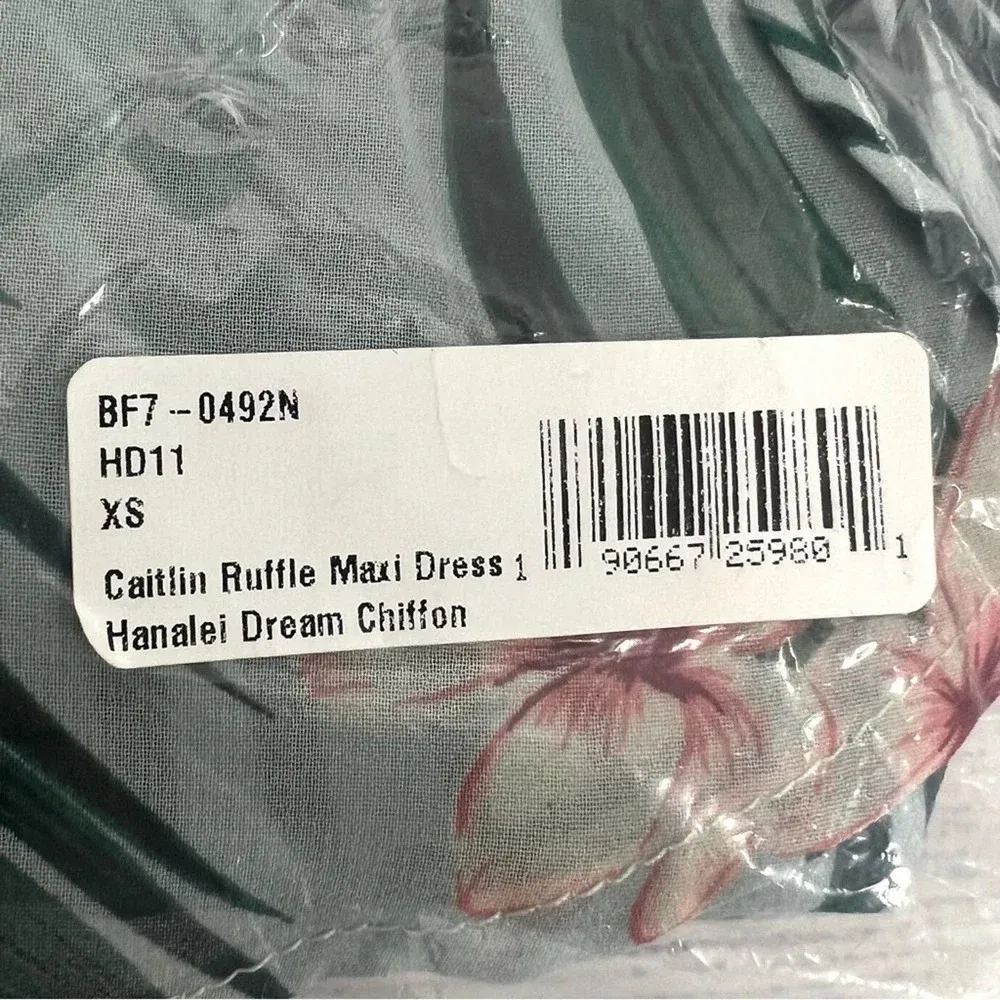 BF7--0492N
HD11
XS
Caitlin Ruffle Maxi Dress
Hanalei Dream Chiffon
1 90667 25980 1